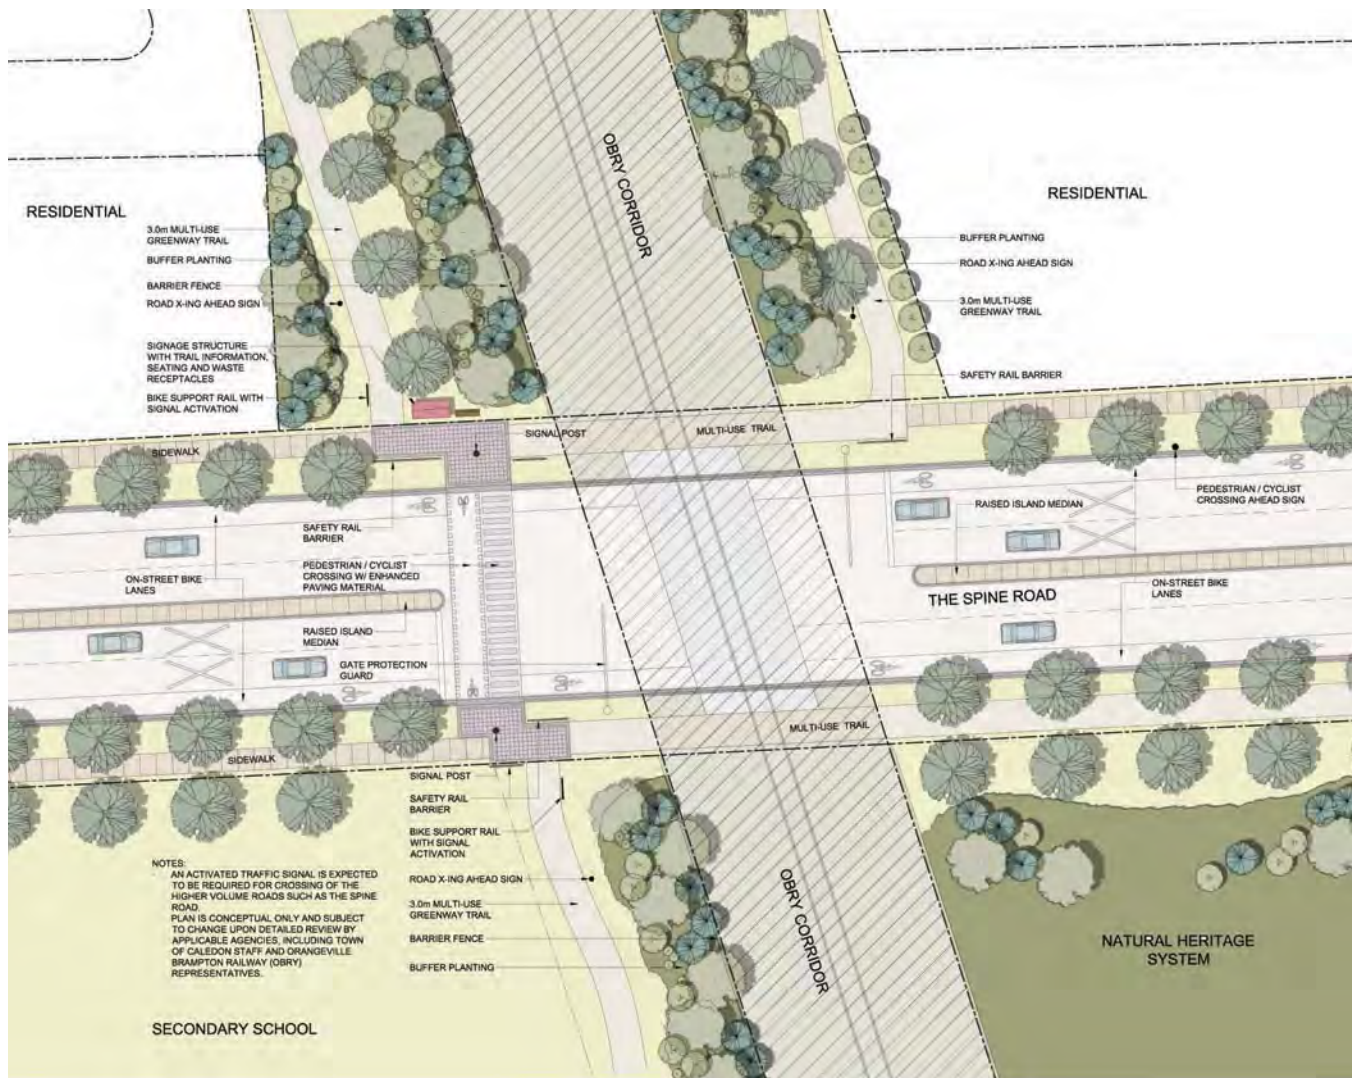 OBRY CORRIDOR
RESIDENTIAL
RESIDENTIAL
3.0m MULTI-USE
GREENWAY TRAIL
BUFFER PLANTING
BARRIER FENCE
ROAD X-ING AHEAD SIGN
SIGNAGE STRUCTURE
WITH TRAIL INFORMATION,
SEATING AND WASTE
RECEPTACLES
BIKE SUPPORT RAIL WITH
SIGNAL ACTIVATION
BUFFER PLANTING
ROAD X-ING AHEAD SIGN
3.0m MULTI-USE
GREENWAY TRAIL
SAFETY RAIL BARRIER
SIGNAL POST
MULTI-USE TRAIL
SIDEWALK
PEDESTRIAN / CYCLIST
CROSSING AHEAD SIGN
RAISED ISLAND MEDIAN
SAFETY RAIL
BARRIER
PEDESTRIAN / CYCLIST
CROSSING W/ ENHANCED
PAVING MATERIAL
ON-STREET BIKE
LANES
ON-STREET BIKE
LANES
THE SPINE ROAD
RAISED ISLAND
MEDIAN
GATE PROTECTION
GUARD
MULTI-USE TRAIL
SIDEWALK
SIGNAL POST
SAFETY RAIL
BARRIER
BIKE SUPPORT RAIL
WITH SIGNAL
ACTIVATION
ROAD X-ING AHEAD SIGN
3.0m MULTI-USE
GREENWAY TRAIL
BARRIER FENCE
BUFFER PLANTING
NOTES:
AN ACTIVATED TRAFFIC SIGNAL IS EXPECTED
TO BE REQUIRED FOR CROSSING OF THE
HIGHER VOLUME ROADS SUCH AS THE SPINE
ROAD.
PLAN IS CONCEPTUAL ONLY AND SUBJECT
TO CHANGE UPON DETAILED REVIEW BY
APPLICABLE AGENCIES, INCLUDING TOWN
OF CALEDON STAFF AND ORANGEVILLE
BRAMPTON RAILWAY (OBRY)
REPRESENTATIVES.
OBRY CORRIDOR
NATURAL HERITAGE
SYSTEM
SECONDARY SCHOOL